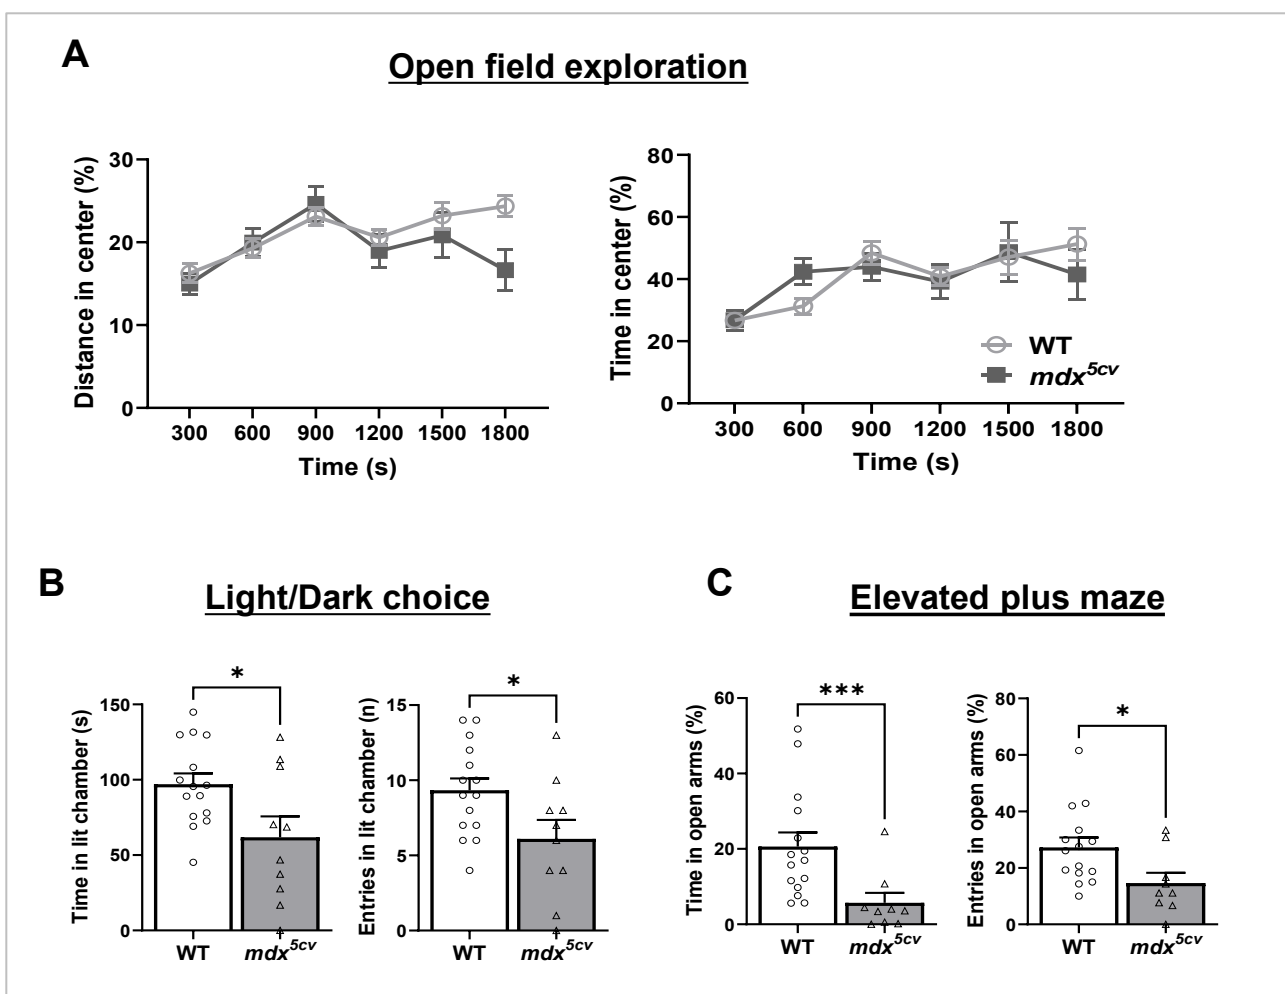 A
Open field exploration
Distance in center (%)
30
20
10
0
300 600 900 1200 1500 1800
Time (s)
Time in center (%)
80
60
40
20
0
300 600 900 1200 1500 1800
Time (s)
WT
mdx5cv
B
Light/Dark choice
Time in lit chamber (s)
150
100
50
0
*
WT mdx5cv
Entries in lit chamber (n)
15
10
5
0
*
WT mdx5cv
C
Elevated plus maze
Time in open arms (%)
60
40
20
0
***
WT mdx5cv
Entries in open arms (%)
80
60
40
20
0
*
WT mdx5cv